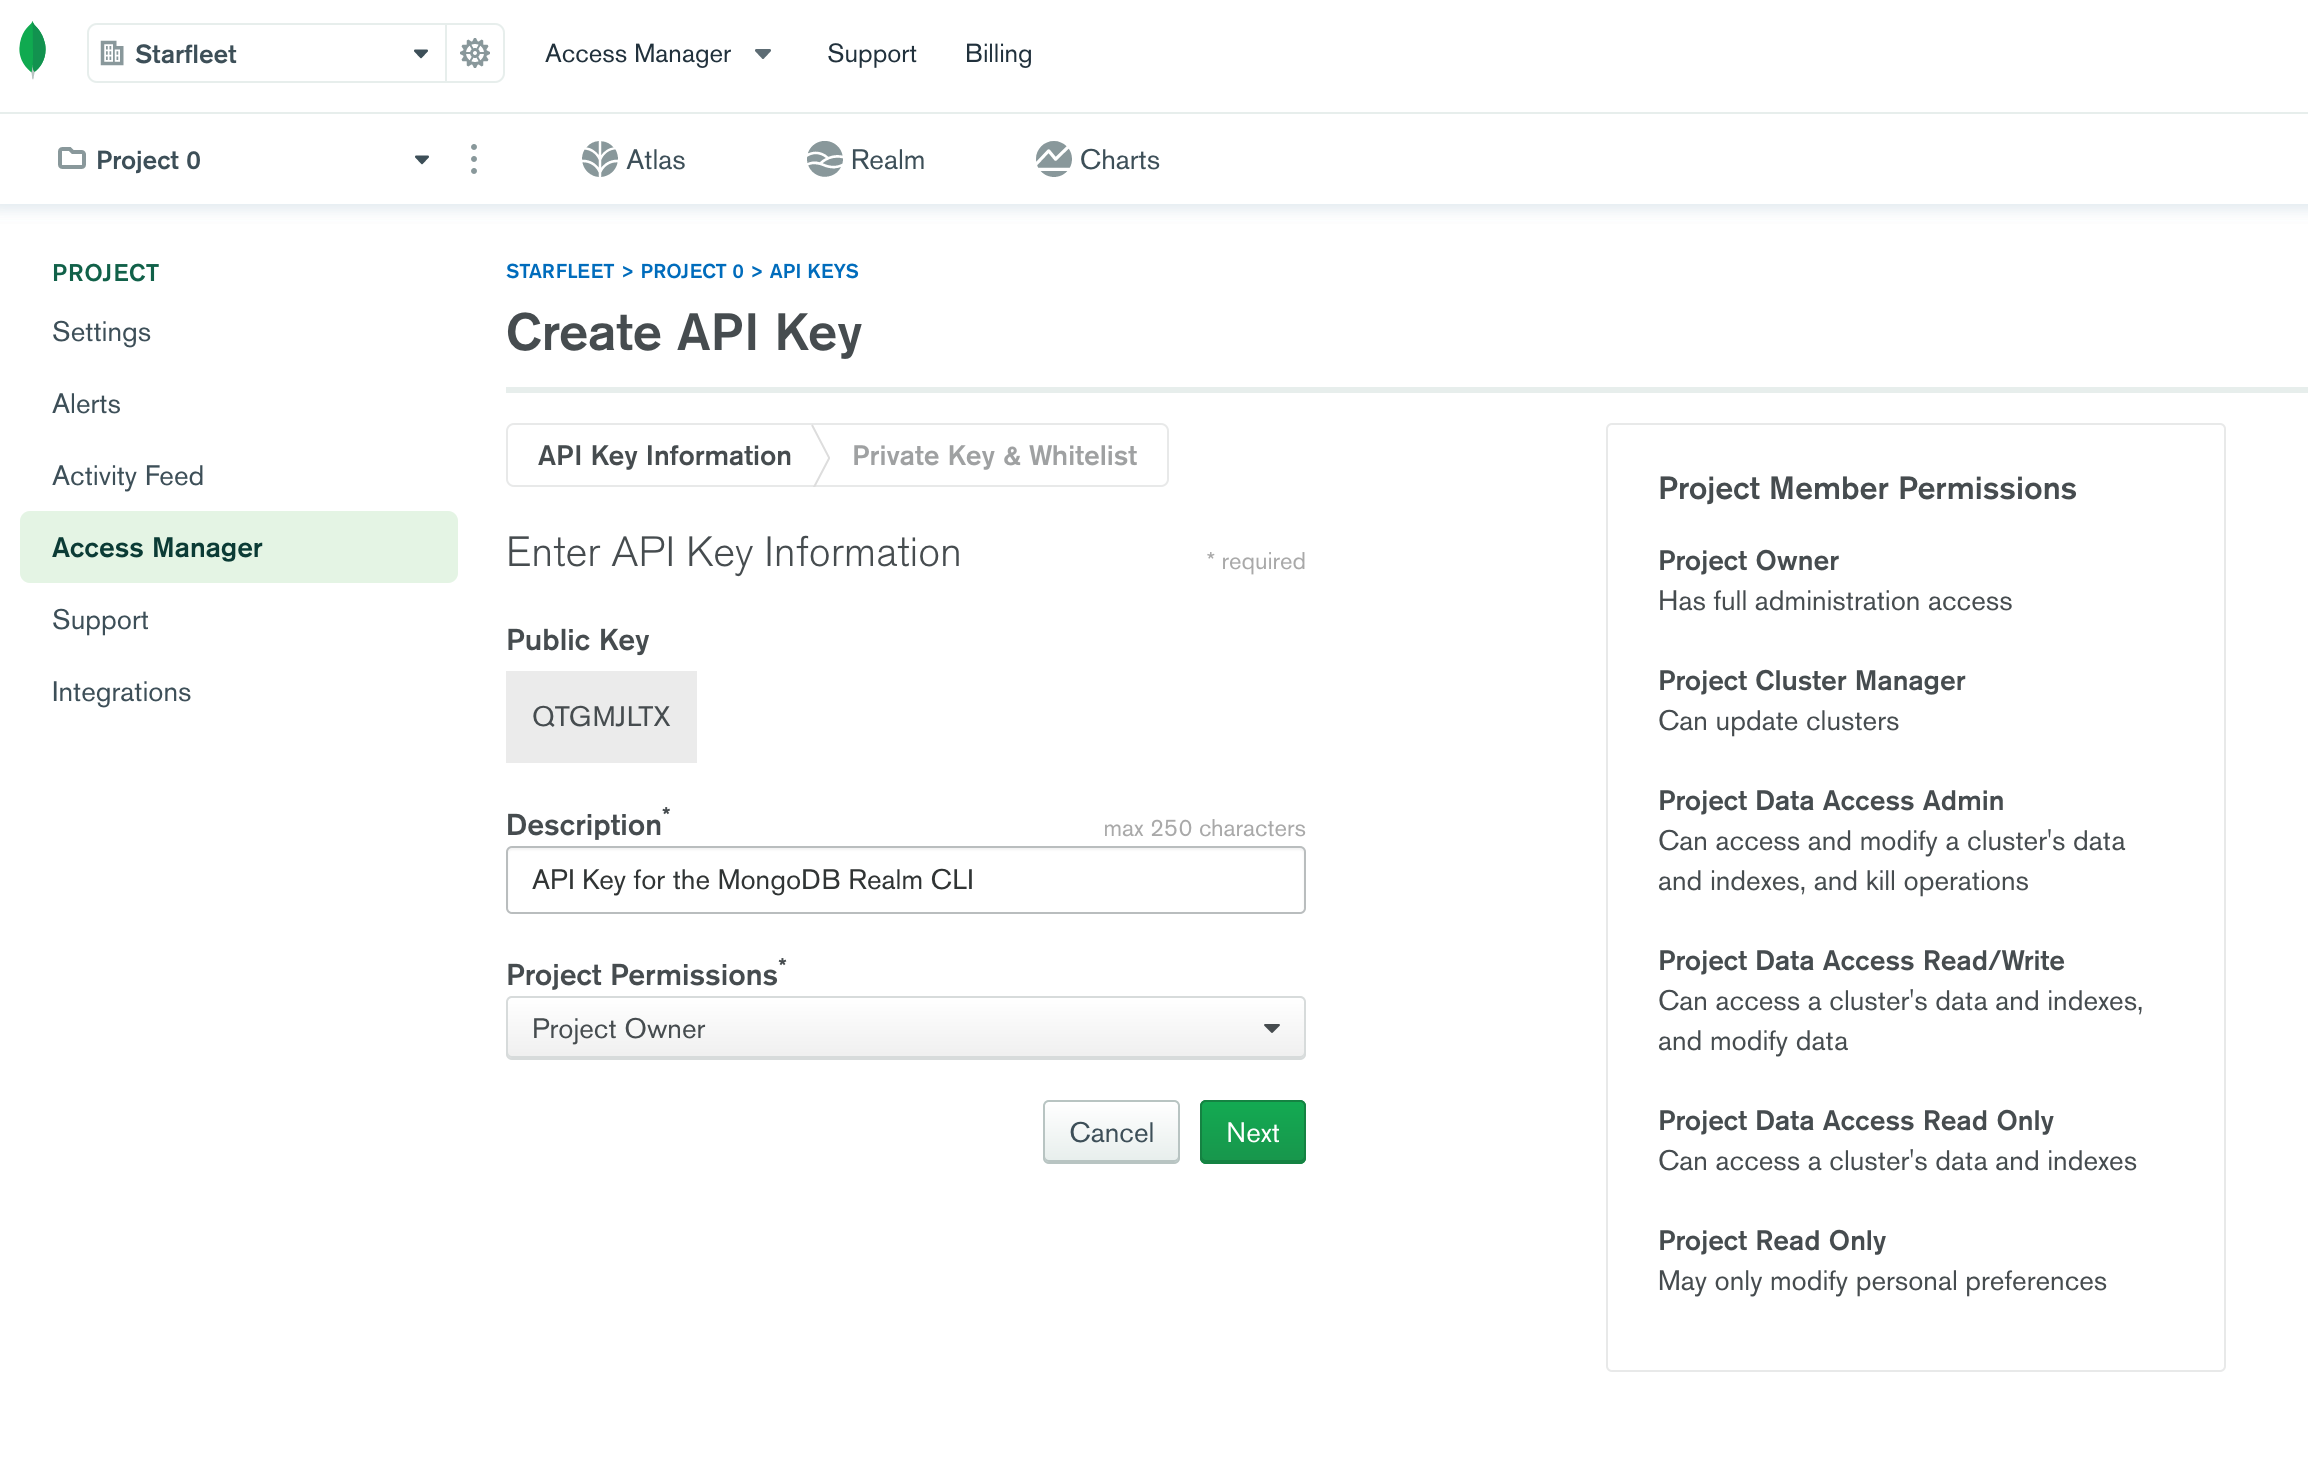 Starfleet
Access Manager
Support
Billing
Project 0
Atlas
Realm
Charts
PROJECT
Settings
Alerts
Activity Feed
Access Manager
Support
Integrations
STARFLEET > PROJECT 0 > API KEYS
Create API Key
API Key Information
Private Key & Whitelist
Enter API Key Information
* required
Public Key
QTGMJLTX
Description*
max 250 characters
API Key for the MongoDB Realm CLI
Project Permissions*
Project Owner
Cancel
Next
Project Member Permissions
Project Owner
Has full administration access
Project Cluster Manager
Can update clusters
Project Data Access Admin
Can access and modify a cluster's data
and indexes, and kill operations
Project Data Access Read/Write
Can access a cluster's data and indexes,
and modify data
Project Data Access Read Only
Can access a cluster's data and indexes
Project Read Only
May only modify personal preferences